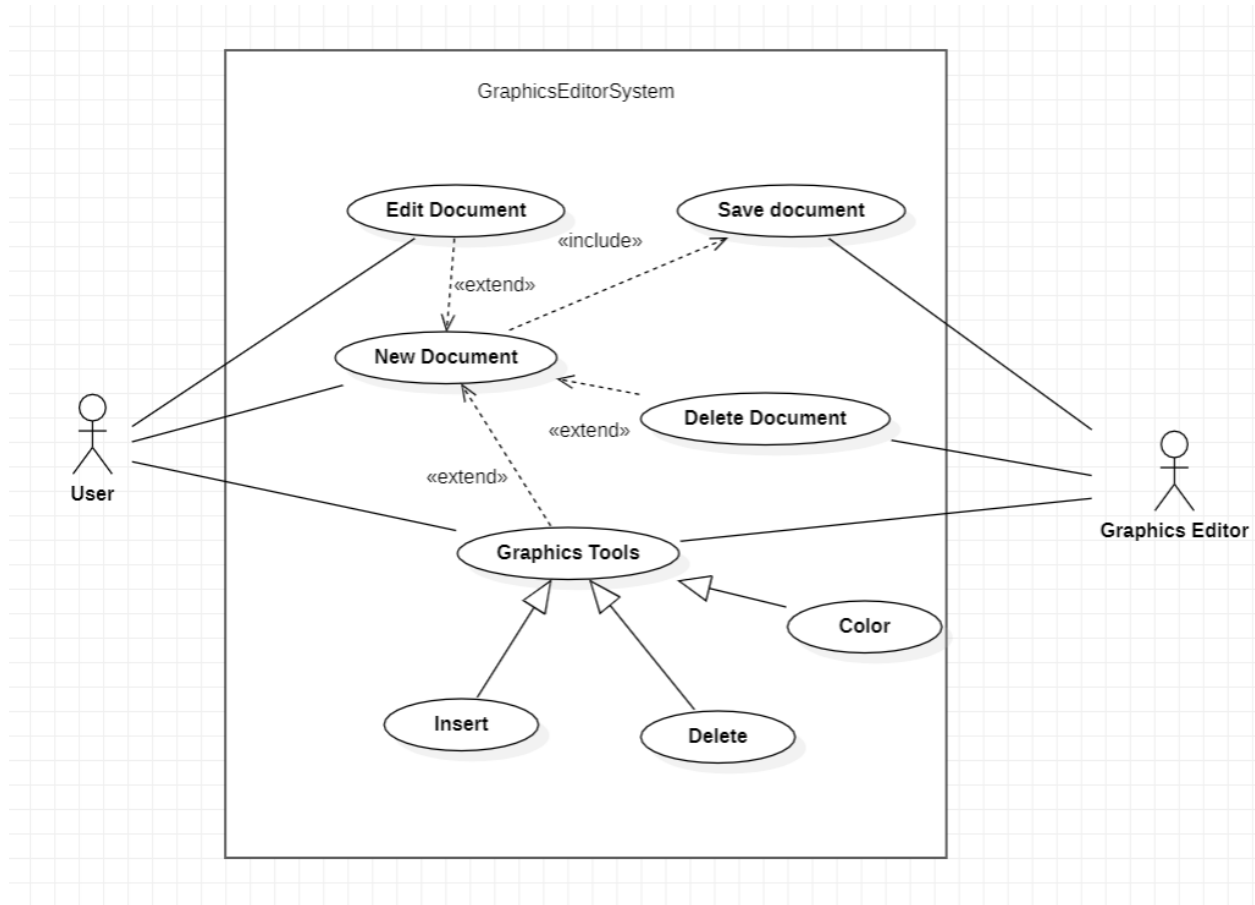 GraphicsEditorSystem
Edit Document
Save document
«include»
«extend»
New Document
Delete Document
«extend»
«extend»
User
Graphics Editor
Graphics Tools
Color
Insert
Delete